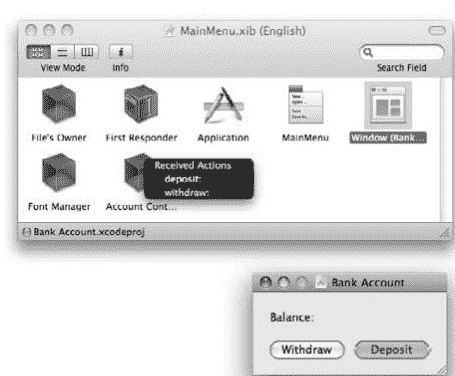 MainMenu.xib (English)
View Mode
Info
Search Field
File's Owner
First Responder
Application
MainMenu
Window (Bank...
Received Actions
deposit:
withdraw:
Font Manager
Account Cont...
Bank Account.xcodeproj
Bank Account
Balance:
Withdraw
Deposit